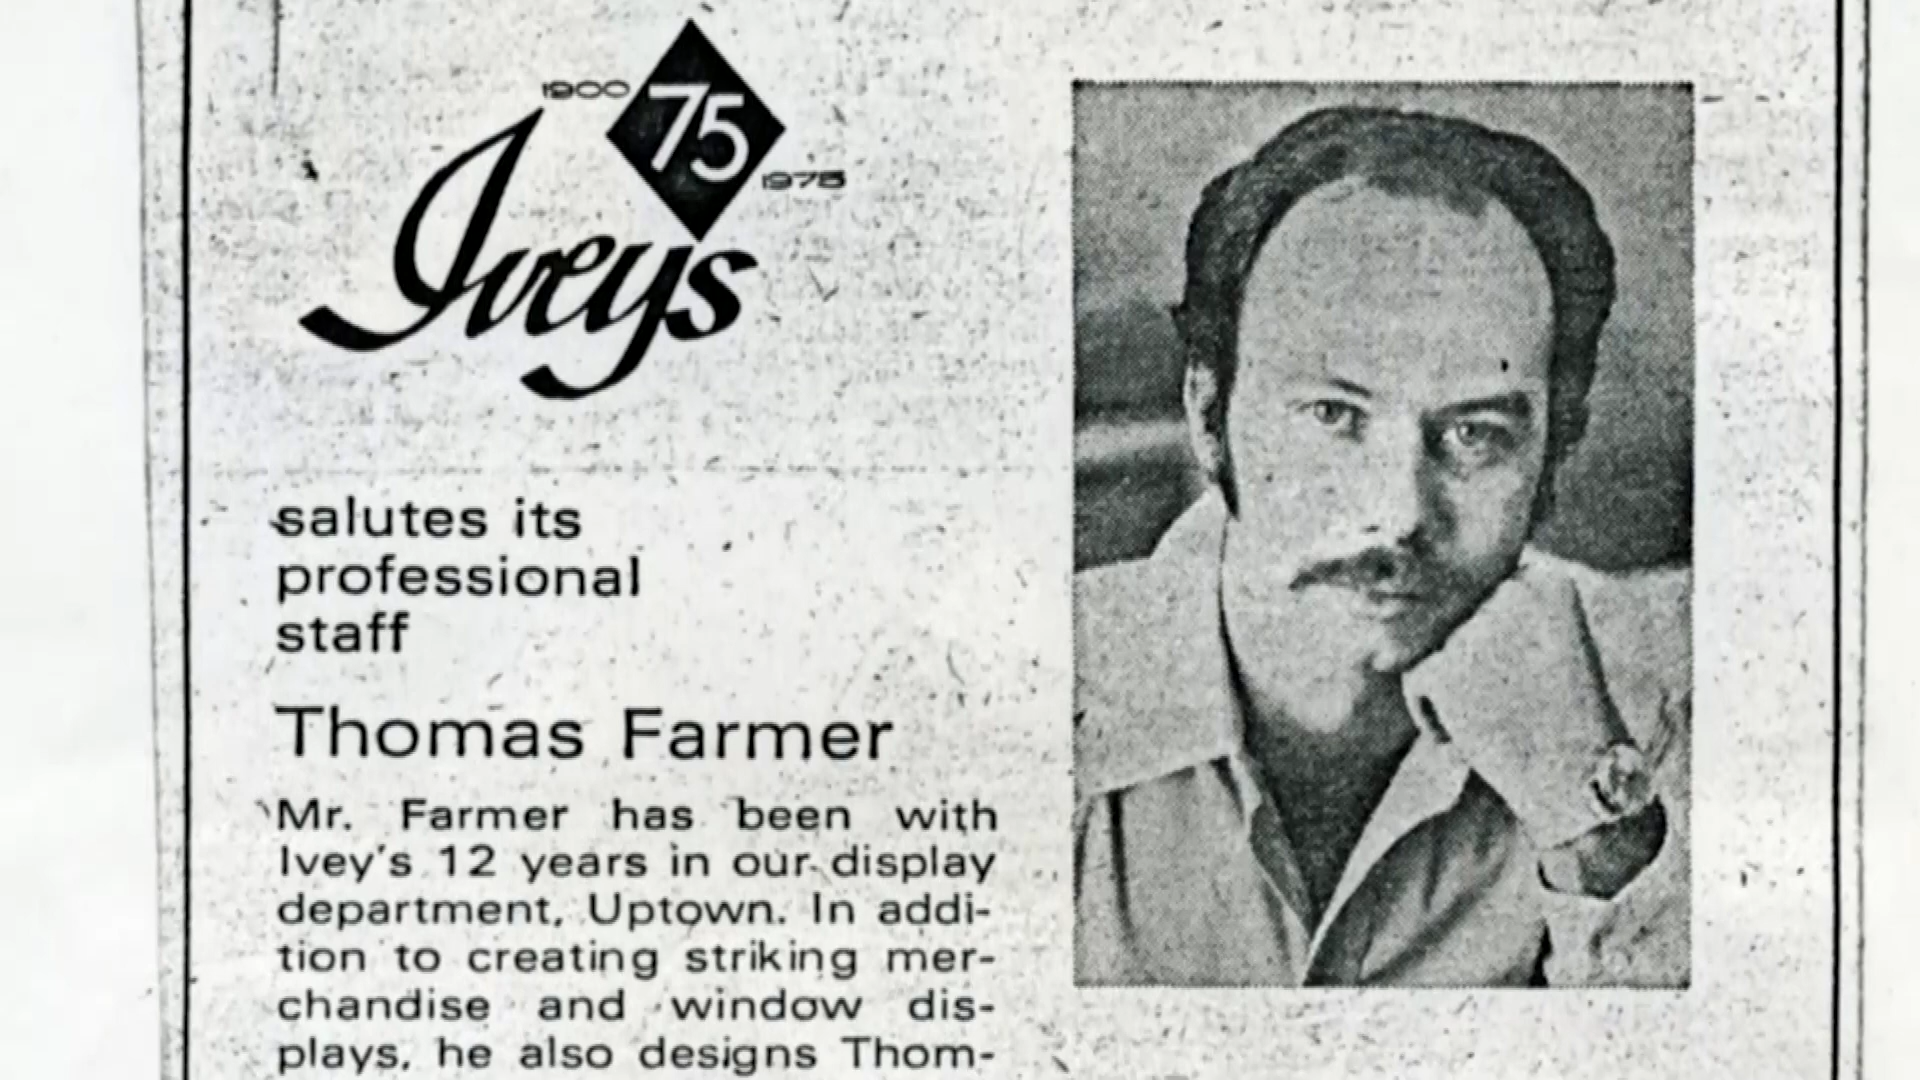 1900 75 1975
Iveys
salutes its
professional
staff
Thomas Farmer
Mr. Farmer has been with
Ivey's 12 years in our display
department, Uptown. In addi-
tion to creating striking mer-
chandise and window dis-
plays, he also designs Thom-